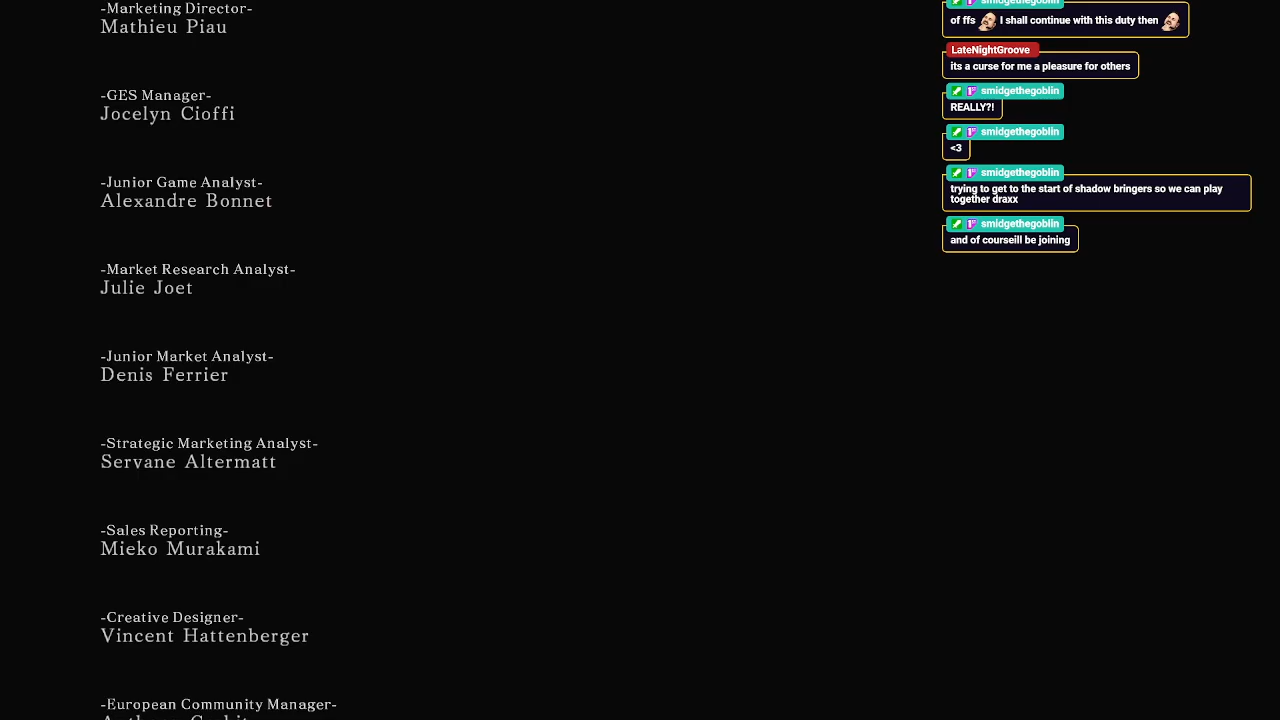 -Marketing Director-
Mathieu Piau
-GES Manager-
Jocelyn Cioffi
-Junior Game Analyst-
Alexandre Bonnet
-Market Research Analyst-
Julie Joet
-Junior Market Analyst-
Denis Ferrier
-Strategic Marketing Analyst-
Servane Altermatt
-Sales Reporting-
Mieko Murakami
-Creative Designer-
Vincent Hattenberger
-European Community Manager-
smidgethegoblin
of ffs I shall continue with this duty then
LateNightGroove
its a curse for me a pleasure for others
smidgethegoblin
REALLY?!
smidgethegoblin
<3
smidgethegoblin
trying to get to the start of shadow bringers so we can play
together draxx
smidgethegoblin
and of courseill be joining